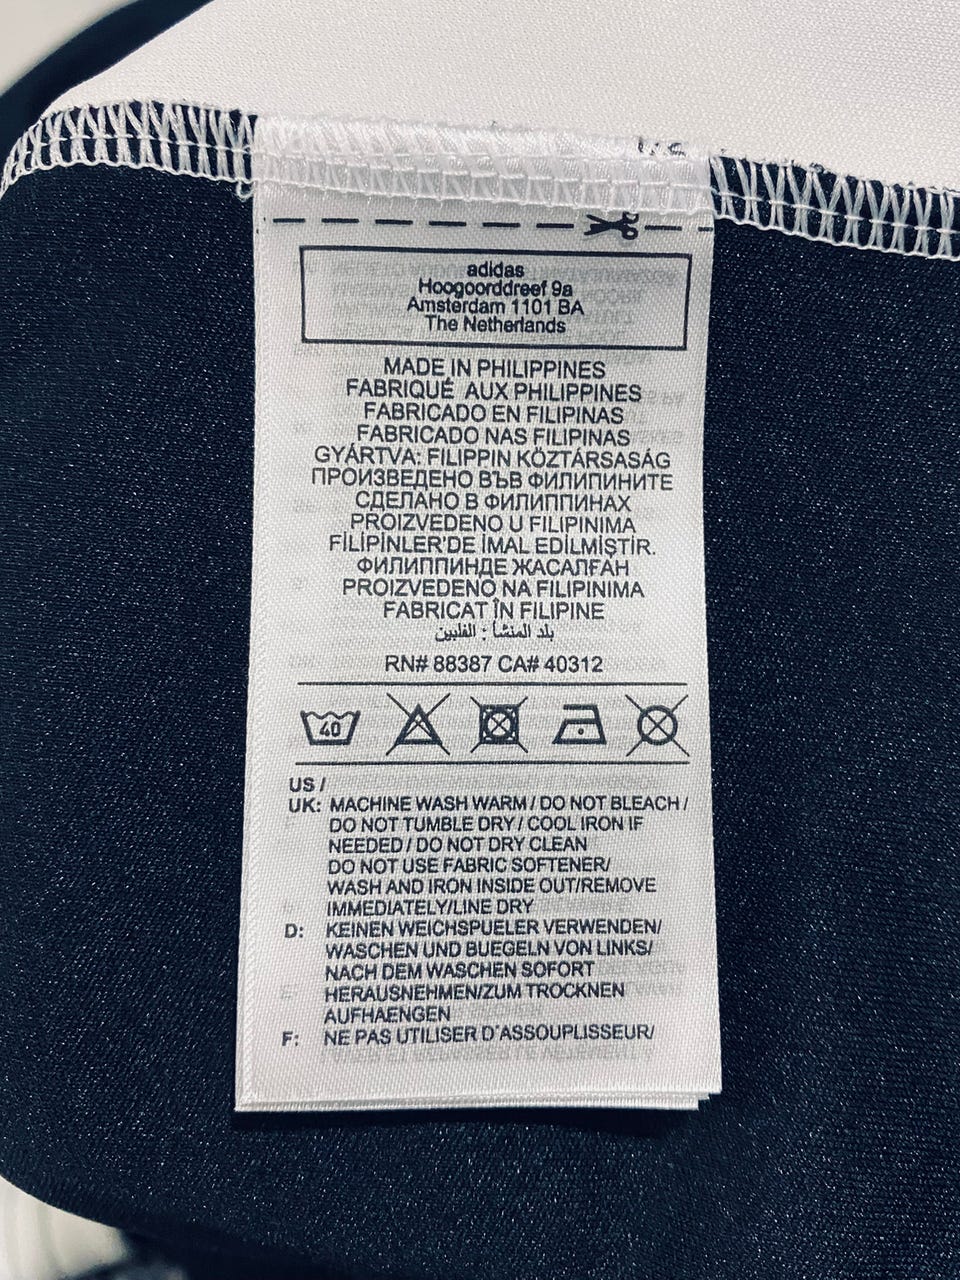 adidas
Hoogoorddreef 9a
Amsterdam 1101 BA
The Netherlands
MADE IN PHILIPPINES
FABRIQUÉ AUX PHILIPPINES
FABRICADO EN FILIPINAS
FABRICADO NAS FILIPINAS
GYÁRTVA: FILIPPIN KÖZTÁRSASÁG
ПРОИЗВЕДЕНО ВЪВ ФИЛИПИНИТЕ
СДЕЛАНО В ФИЛИППИНАХ
PROIZVEDENO U FILIPINIMA
FİLİPİNLER'DE İMAL EDİLMİŞTİR.
ФИЛИППИНДЕ ЖАСАЛҒАН
PROIZVEDENO NA FILIPINIMA
FABRICAT ÎN FILIPINE
بلد المنشأ : الفلبين
RN# 88387 CA# 40312
40
US /
UK: MACHINE WASH WARM / DO NOT BLEACH /
DO NOT TUMBLE DRY / COOL IRON IF
NEEDED / DO NOT DRY CLEAN
DO NOT USE FABRIC SOFTENER/
WASH AND IRON INSIDE OUT/REMOVE
IMMEDIATELY/LINE DRY
D: KEINEN WEICHSPUELER VERWENDEN/
WASCHEN UND BUEGELN VON LINKS/
NACH DEM WASCHEN SOFORT
HERAUSNEHMEN/ZUM TROCKNEN
AUFHAENGEN
F: NE PAS UTILISER D'ASSOUPLISSEUR/